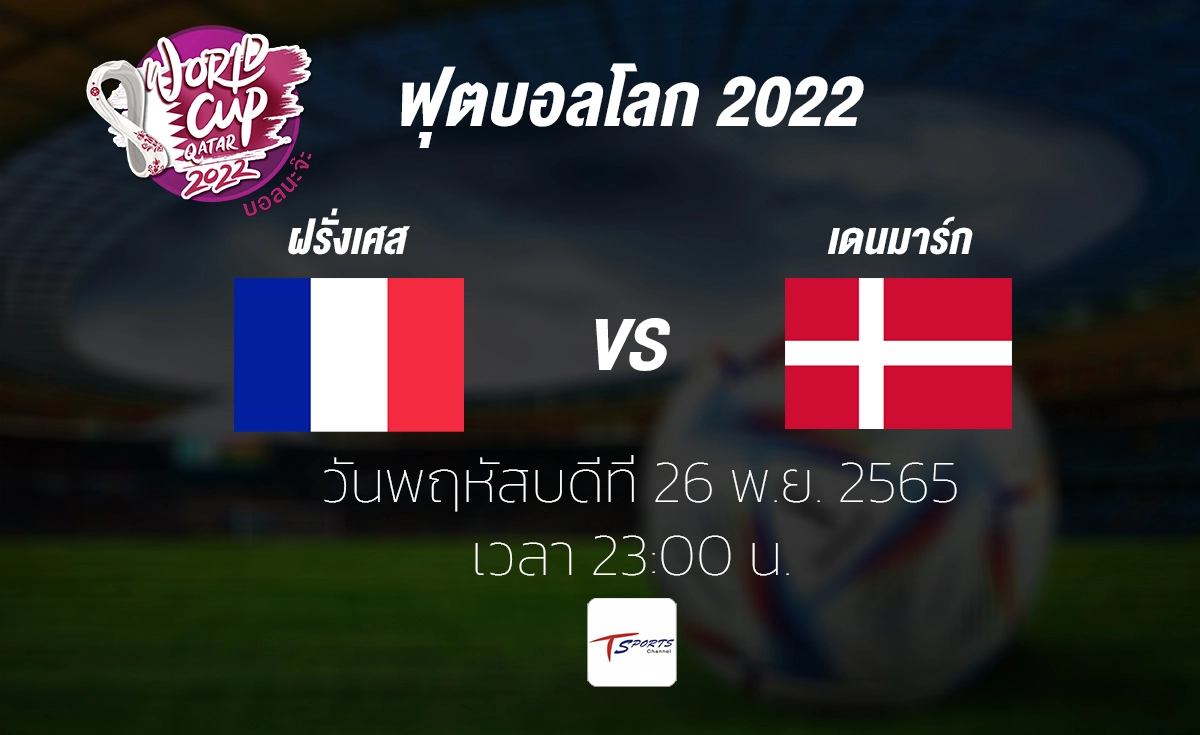 WORLD
CUP
QATAR
2022
บอลนะจ๊ะ
ฟุตบอลโลก 2022
ฝรั่งเศส
เดนมาร์ก
VS
วันพฤหัสบดีที่ 26 พ.ย. 2565
เวลา 23:00 น.
TSPORTS
Channel